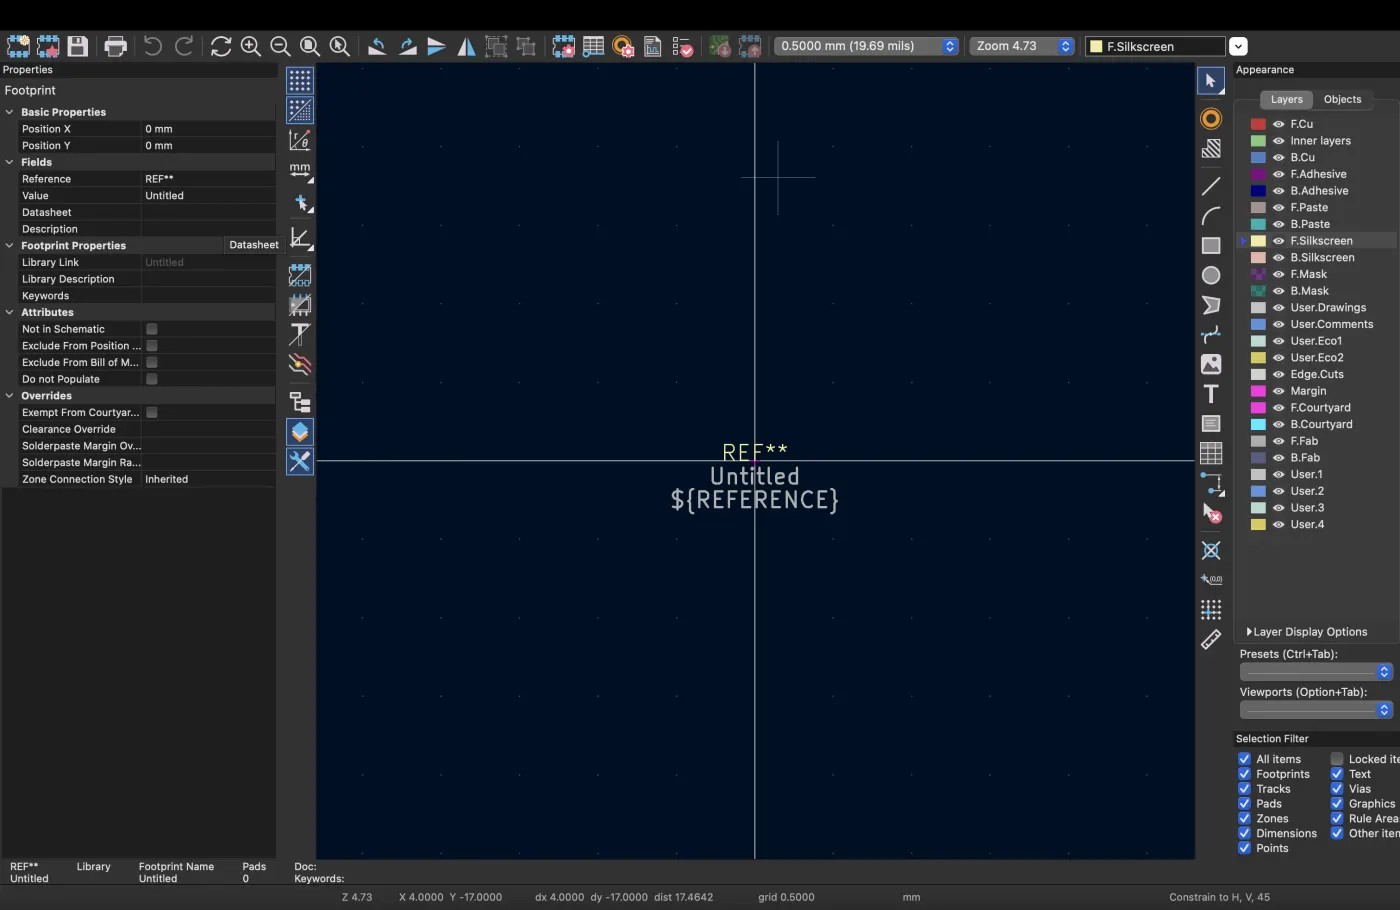 0.5000 mm (19.69 mils)
Zoom 4.73
F.Silkscreen
Properties
Footprint
Basic Properties
Position X 0 mm
Position Y 0 mm
Fields
Reference REF**
Value Untitled
Datasheet
Description
Footprint Properties
Datasheet
Library Link Untitled
Library Description
Keywords
Attributes
Not in Schematic
Exclude From Position ...
Exclude From Bill of M...
Do not Populate
Overrides
Exempt From Courtyar...
Clearance Override
Solderpaste Margin Ov...
Solderpaste Margin Ra...
Zone Connection Style Inherited
mm
REF**
Untitled
${REFERENCE}
T
(0,0)
Appearance
Layers Objects
F.Cu
Inner layers
B.Cu
F.Adhesive
B.Adhesive
F.Paste
B.Paste
F.Silkscreen
B.Silkscreen
F.Mask
B.Mask
User.Drawings
User.Comments
User.Eco1
User.Eco2
Edge.Cuts
Margin
F.Courtyard
B.Courtyard
F.Fab
B.Fab
User.1
User.2
User.3
User.4
Layer Display Options
Presets (Ctrl+Tab):
Viewports (Option+Tab):
Selection Filter
All items Locked ite
Footprints Text
Tracks Vias
Pads Graphics
Zones Rule Area
Dimensions Other item
Points
REF** Library Footprint Name Pads Doc:
Untitled Untitled 0 Keywords:
Z 4.73 X 4.0000 Y -17.0000 dx 4.0000 dy -17.0000 dist 17.4642 grid 0.5000 mm Constrain to H, V, 45